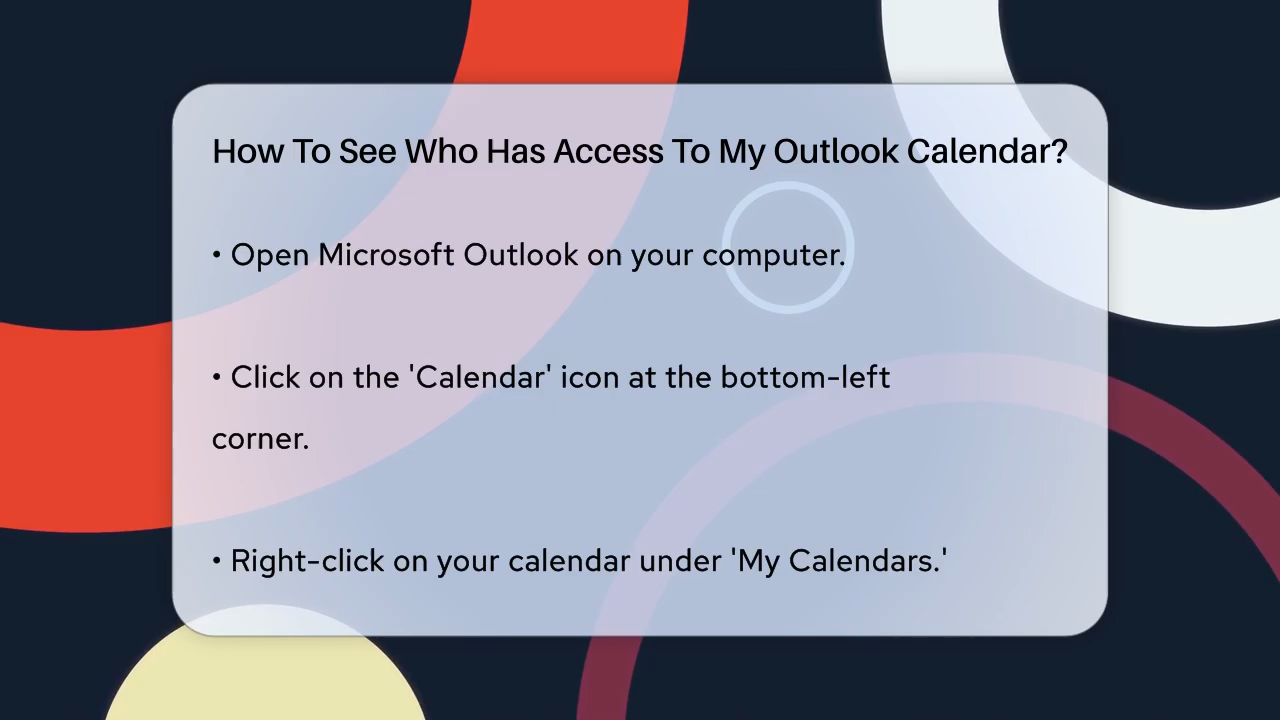 How To See Who Has Access To My Outlook Calendar?
• Open Microsoft Outlook on your computer.
• Click on the 'Calendar' icon at the bottom-left
corner.
• Right-click on your calendar under 'My Calendars.'